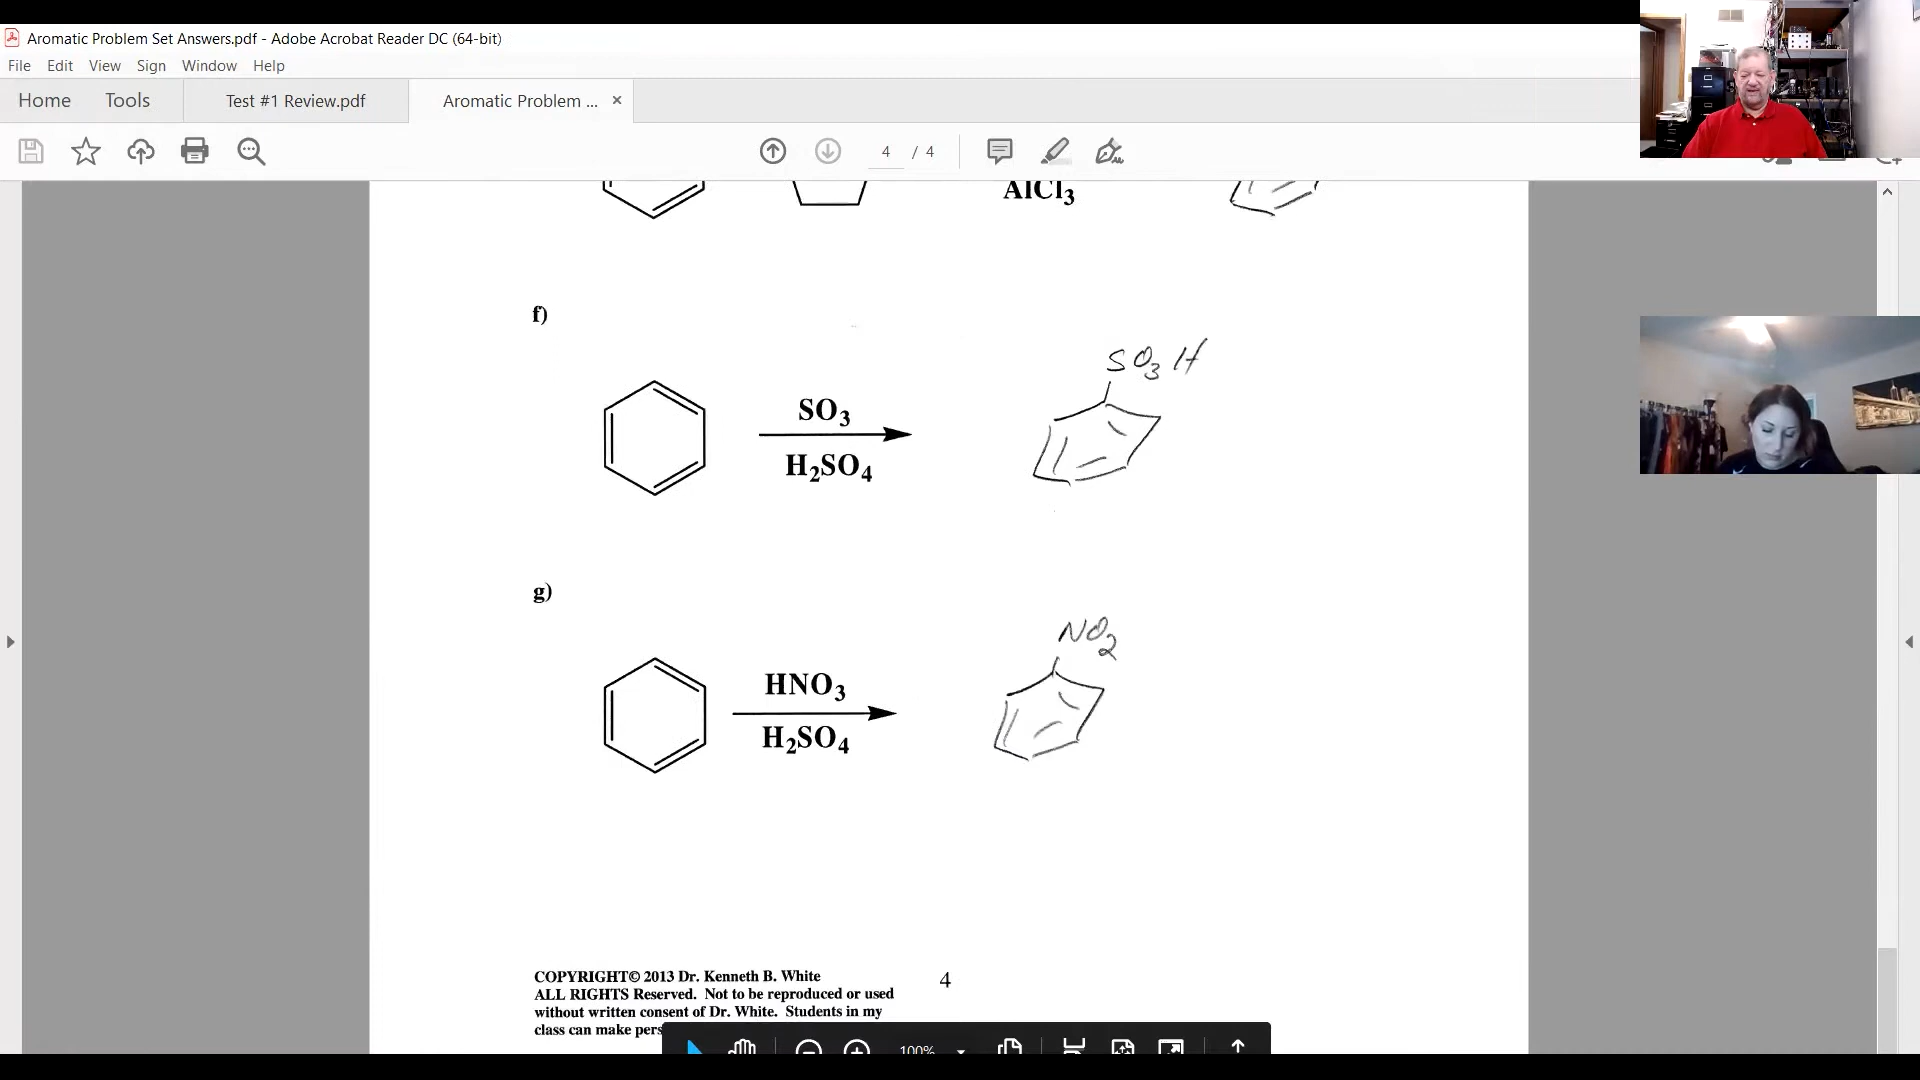 Aromatic Problem Set Answers.pdf - Adobe Acrobat Reader DC (64-bit)
File Edit View Sign Window Help
Home Tools Test #1 Review.pdf Aromatic Problem ... ×
4 / 4
AlCl₃
f)
SO₃H
SO₃
H₂SO₄
g)
NO₂
HNO₃
H₂SO₄
COPYRIGHT© 2013 Dr. Kenneth B. White
4
ALL RIGHTS Reserved. Not to be reproduced or used
without written consent of Dr. White. Students in my
class can make pers
100%